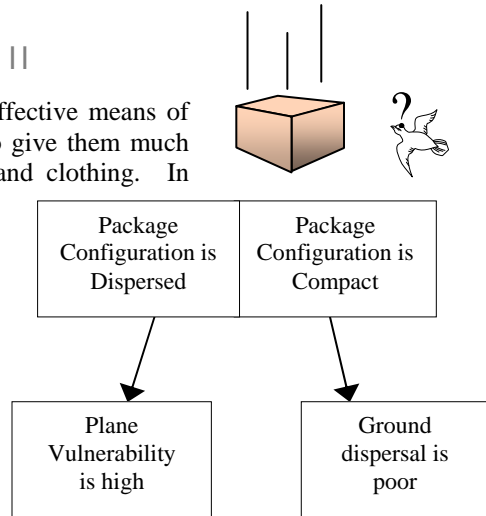 II
ffective means of
give them much
and clothing. In
?
Package
Configuration is
Dispersed
Package
Configuration is
Compact
Plane
Vulnerability
is high
Ground
dispersal is
poor